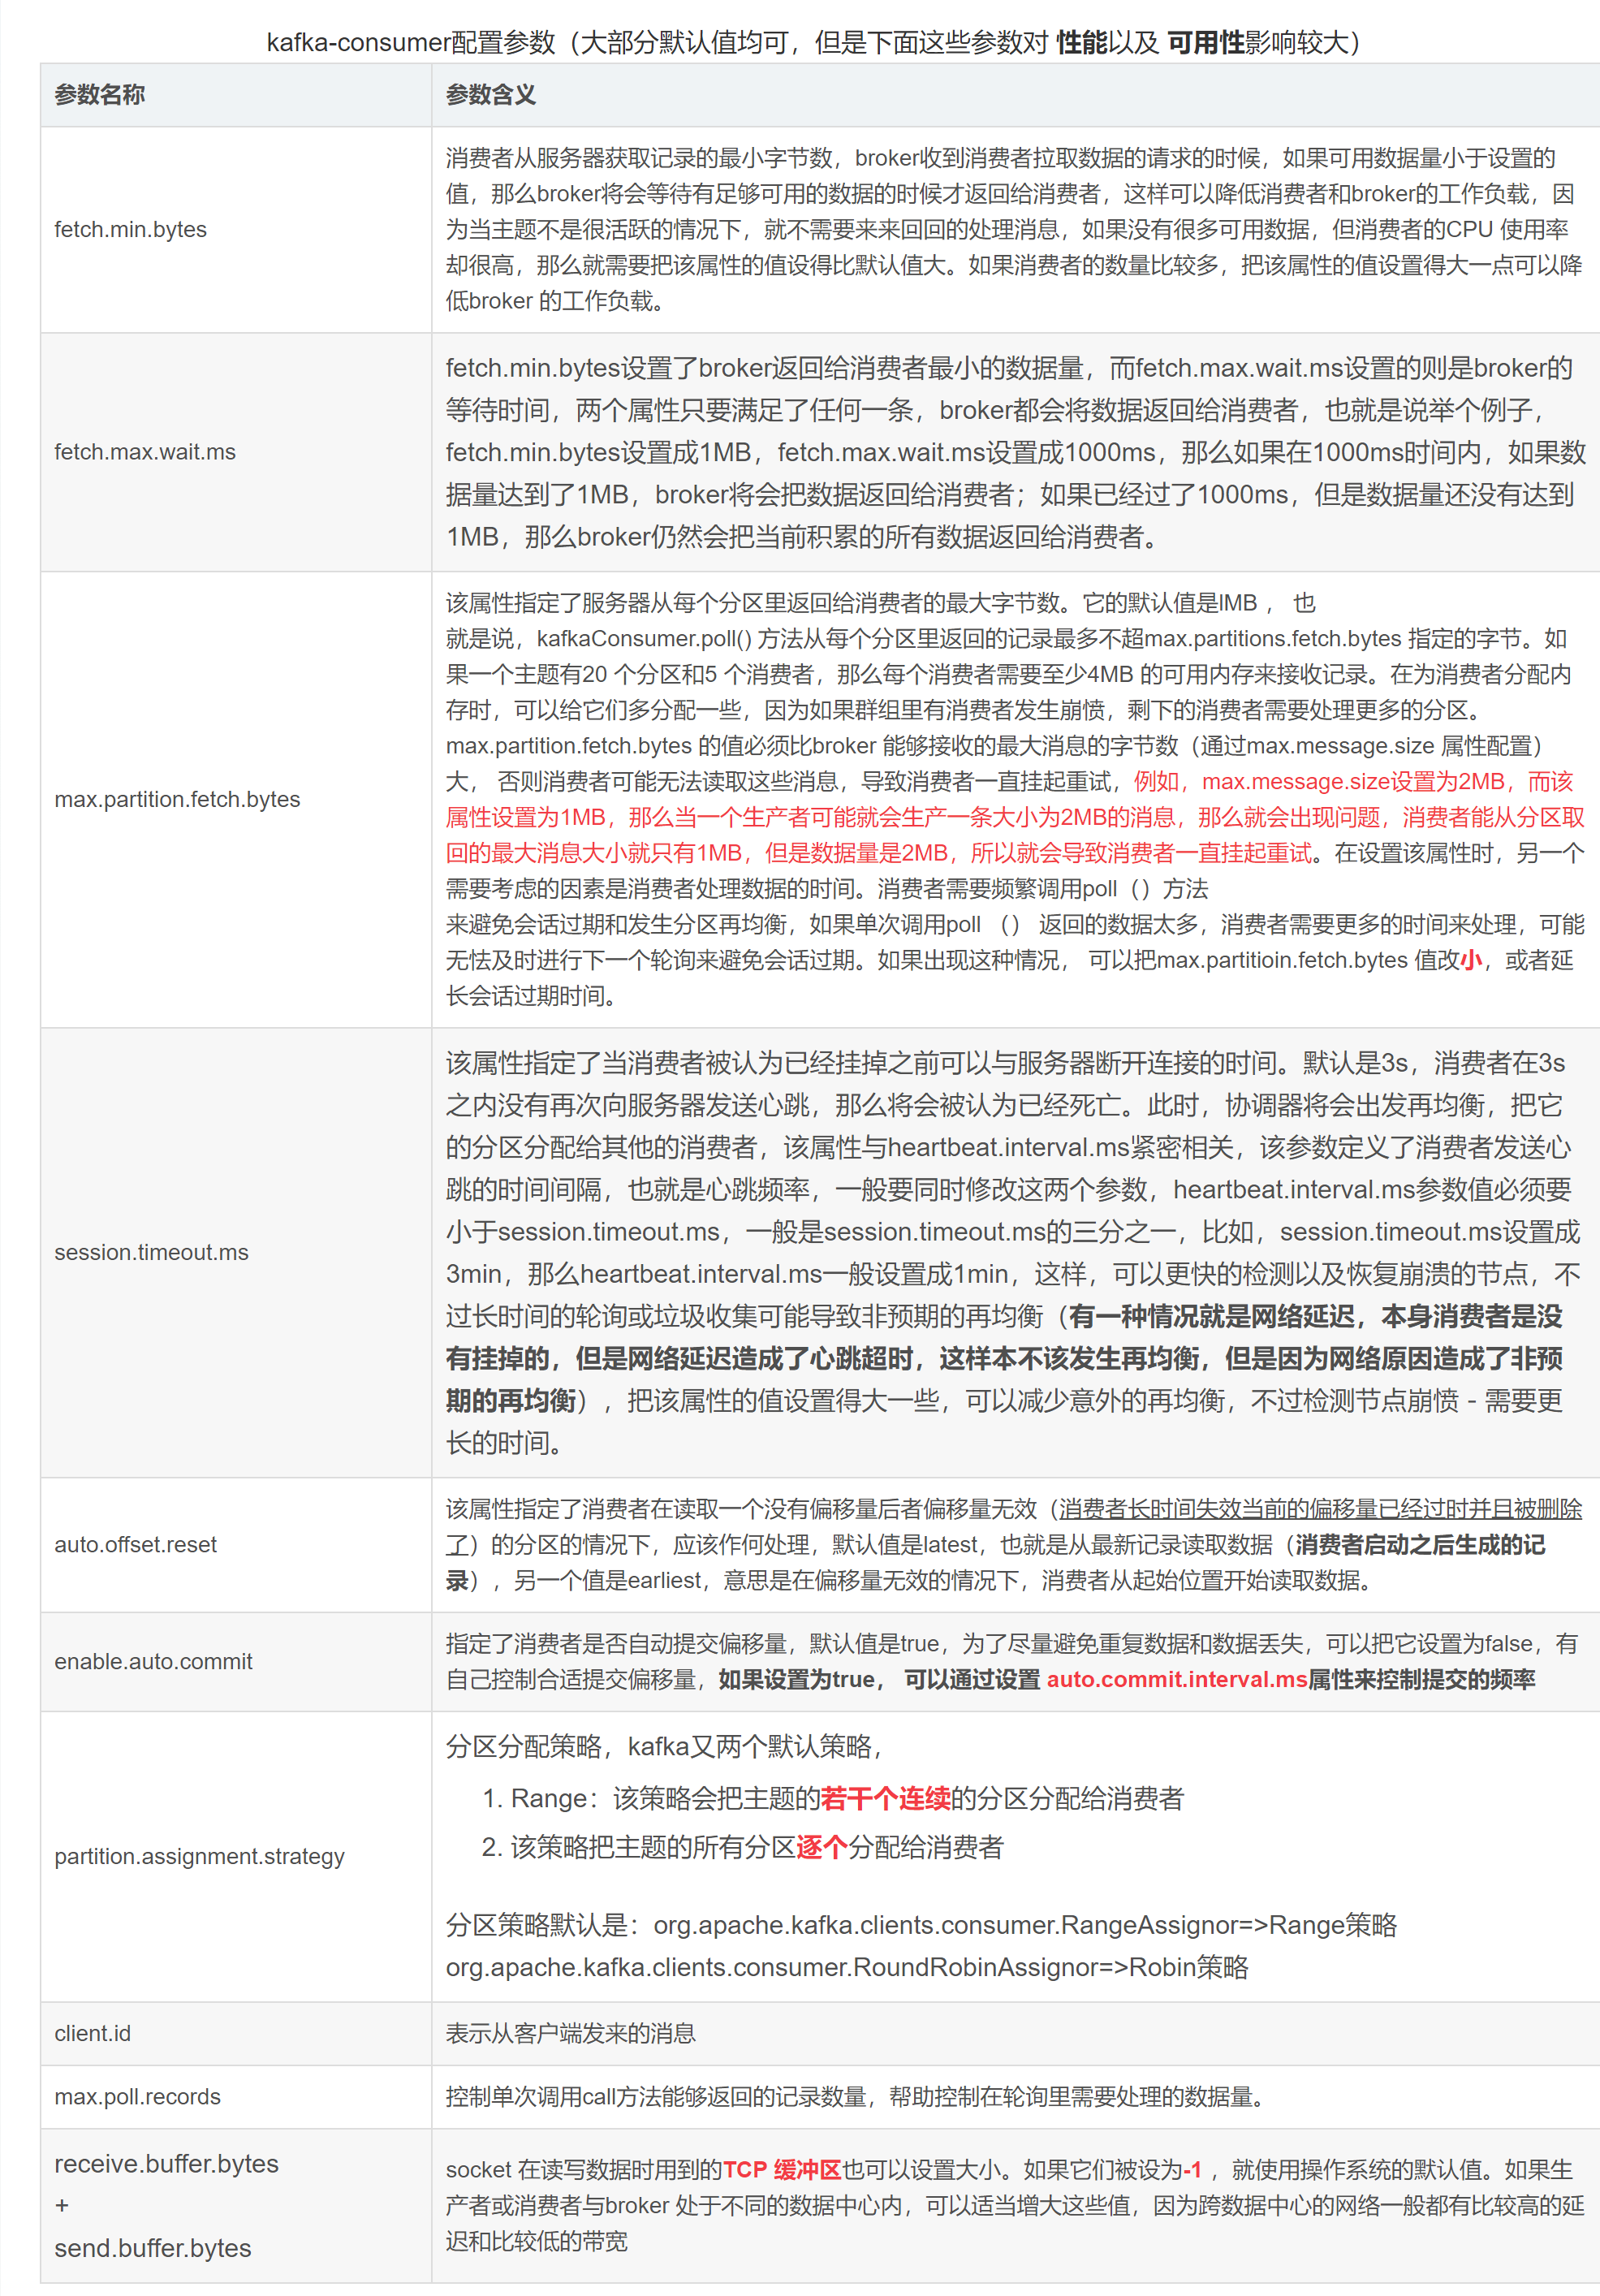 kafka-consumer配置参数（大部分默认值均可，但是下面这些参数对 性能以及 可用性影响较大）
参数名称
参数含义
fetch.min.bytes
消费者从服务器获取记录的最小字节数，broker收到消费者拉取数据的请求的时候，如果可用数据量小于设置的
值，那么broker将会等待有足够可用的数据的时候才返回给消费者，这样可以降低消费者和broker的工作负载，因
为当主题不是很活跃的情况下，就不需要来来回回的处理消息，如果没有很多可用数据，但消费者的CPU 使用率
却很高，那么就需要把该属性的值设得比默认值大。如果消费者的数量比较多，把该属性的值设置得大一点可以降
低broker 的工作负载。
fetch.max.wait.ms
fetch.min.bytes设置了broker返回给消费者最小的数据量，而fetch.max.wait.ms设置的则是broker的
等待时间，两个属性只要满足了任何一条，broker都会将数据返回给消费者，也就是说举个例子，
fetch.min.bytes设置成1MB，fetch.max.wait.ms设置成1000ms，那么如果在1000ms时间内，如果数
据量达到了1MB，broker将会把数据返回给消费者；如果已经过了1000ms，但是数据量还没有达到
1MB，那么broker仍然会把当前积累的所有数据返回给消费者。
max.partition.fetch.bytes
该属性指定了服务器从每个分区里返回给消费者的最大字节数。它的默认值是lMB ， 也
就是说，kafkaConsumer.poll() 方法从每个分区里返回的记录最多不超max.partitions.fetch.bytes 指定的字节。如
果一个主题有20 个分区和5 个消费者，那么每个消费者需要至少4MB 的可用内存来接收记录。在为消费者分配内
存时，可以给它们多分配一些，因为如果群组里有消费者发生崩愤，剩下的消费者需要处理更多的分区。
max.partition.fetch.bytes 的值必须比broker 能够接收的最大消息的字节数（通过max.message.size 属性配置）
大， 否则消费者可能无法读取这些消息，导致消费者一直挂起重试，例如，max.message.size设置为2MB，而该
属性设置为1MB，那么当一个生产者可能就会生产一条大小为2MB的消息，那么就会出现问题，消费者能从分区取
回的最大消息大小就只有1MB，但是数据量是2MB，所以就会导致消费者一直挂起重试。在设置该属性时，另一个
需要考虑的因素是消费者处理数据的时间。消费者需要频繁调用poll（）方法
来避免会话过期和发生分区再均衡，如果单次调用poll （） 返回的数据太多，消费者需要更多的时间来处理，可能
无怯及时进行下一个轮询来避免会话过期。如果出现这种情况， 可以把max.partitioin.fetch.bytes 值改小，或者延
长会话过期时间。
session.timeout.ms
该属性指定了当消费者被认为已经挂掉之前可以与服务器断开连接的时间。默认是3s，消费者在3s
之内没有再次向服务器发送心跳，那么将会被认为已经死亡。此时，协调器将会出发再均衡，把它
的分区分配给其他的消费者，该属性与heartbeat.interval.ms紧密相关，该参数定义了消费者发送心
跳的时间间隔，也就是心跳频率，一般要同时修改这两个参数，heartbeat.interval.ms参数值必须要
小于session.timeout.ms，一般是session.timeout.ms的三分之一，比如，session.timeout.ms设置成
3min，那么heartbeat.interval.ms一般设置成1min，这样，可以更快的检测以及恢复崩溃的节点，不
过长时间的轮询或垃圾收集可能导致非预期的再均衡（有一种情况就是网络延迟，本身消费者是没
有挂掉的，但是网络延迟造成了心跳超时，这样本不该发生再均衡，但是因为网络原因造成了非预
期的再均衡），把该属性的值设置得大一些，可以减少意外的再均衡，不过检测节点崩愤 - 需要更
长的时间。
auto.offset.reset
该属性指定了消费者在读取一个没有偏移量后者偏移量无效（消费者长时间失效当前的偏移量已经过时并且被删除
了）的分区的情况下，应该作何处理，默认值是latest，也就是从最新记录读取数据（消费者启动之后生成的记
录），另一个值是earliest，意思是在偏移量无效的情况下，消费者从起始位置开始读取数据。
enable.auto.commit
指定了消费者是否自动提交偏移量，默认值是true，为了尽量避免重复数据和数据丢失，可以把它设置为false，有
自己控制合适提交偏移量，如果设置为true， 可以通过设置 auto.commit.interval.ms属性来控制提交的频率
partition.assignment.strategy
分区分配策略，kafka又两个默认策略，
1. Range：该策略会把主题的若干个连续的分区分配给消费者
2. 该策略把主题的所有分区逐个分配给消费者
分区策略默认是：org.apache.kafka.clients.consumer.RangeAssignor=>Range策略
org.apache.kafka.clients.consumer.RoundRobinAssignor=>Robin策略
client.id
表示从客户端发来的消息
max.poll.records
控制单次调用call方法能够返回的记录数量，帮助控制在轮询里需要处理的数据量。
receive.buffer.bytes
+
send.buffer.bytes
socket 在读写数据时用到的TCP 缓冲区也可以设置大小。如果它们被设为-1 ，就使用操作系统的默认值。如果生
产者或消费者与broker 处于不同的数据中心内，可以适当增大这些值，因为跨数据中心的网络一般都有比较高的延
迟和比较低的带宽